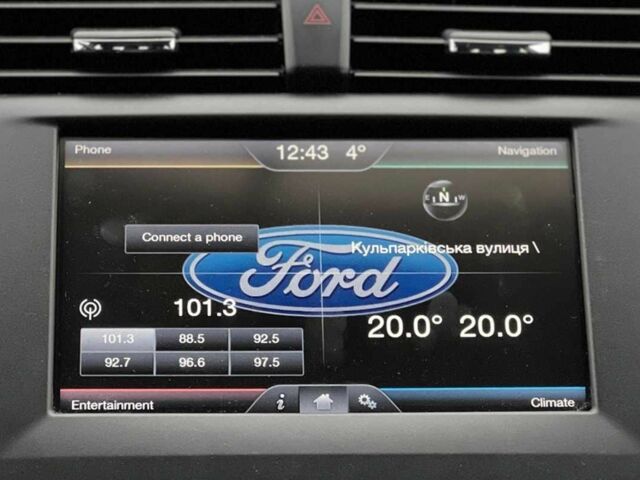 Phone
12:43 4°
Navigation
E N W
Connect a phone
Кульпарківська вулиця \
Ford
101.3
20.0° 20.0°
101.3 88.5 92.5
92.7 96.6 97.5
Entertainment
i
Climate